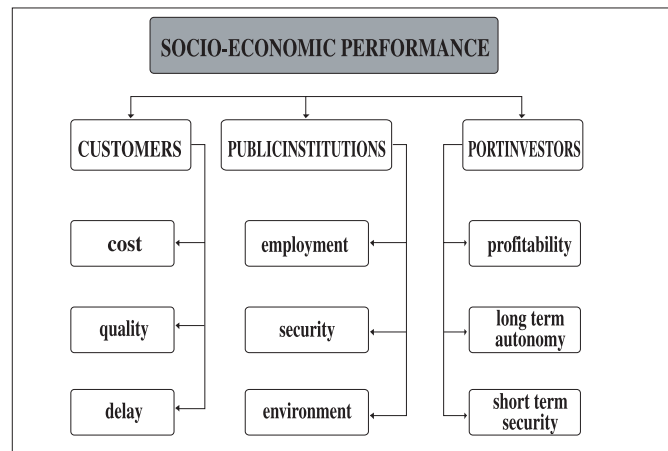 SOCIO-ECONOMIC PERFORMANCE
CUSTOMERS
PUBLICINSTITUTIONS
PORTINVESTORS
cost
employment
profitability
quality
security
long term
autonomy
delay
environment
short term
security